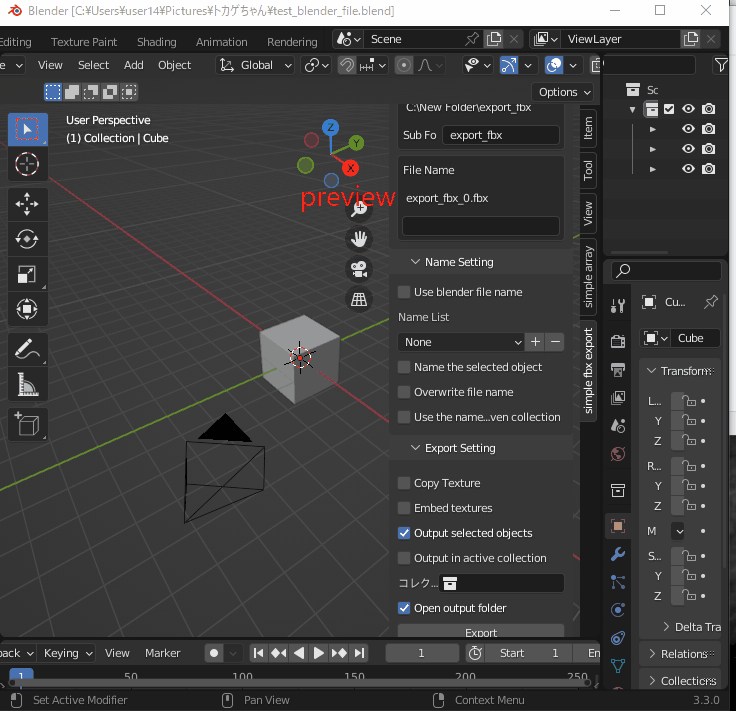 Blender [C:¥Users¥user14¥Pictures¥トカゲちゃん¥test_blender_file.blend]
Editing Texture Paint Shading Animation Rendering Scene ViewLayer
View Select Add Object Global
Options
User Perspective
(1) Collection | Cube
Z
Y
X
preview
C:\New Folder\export_fbx
Sub Fo export_fbx
File Name
export_fbx_0.fbx
Name Setting
Use blender file name
Name List
None
Name the selected object
Overwrite file name
Use the name...ven collection
Export Setting
Copy Texture
Embed textures
Output selected objects
Output in active collection
コレク...
Open output folder
Export
Item
Tool
View
simple array
simple fbx export
Sc
Cu...
Cube
Transform
L...
Y
Z
R...
Y
Z
M
S...
Y
Z
Delta Tra
Relations
Collections
back Keying View Marker 1 Start 1 En
1 50 100 150 200 250
Set Active Modifier Pan View Context Menu 3.3.0